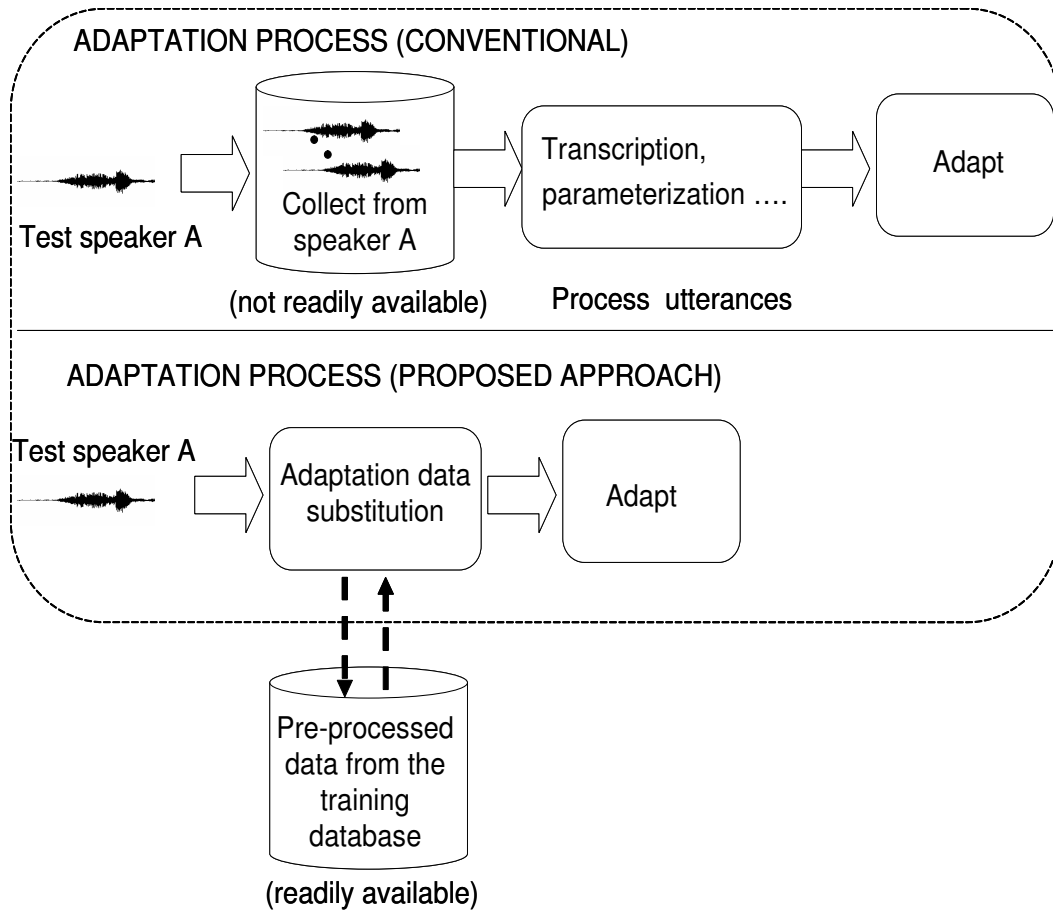 ADAPTATION PROCESS (CONVENTIONAL)
Test speaker A
Collect from
speaker A
(not readily available)
Transcription,
parameterization ….
Process utterances
Adapt
ADAPTATION PROCESS (PROPOSED APPROACH)
Test speaker A
Adaptation data
substitution
Adapt
Pre-processed
data from the
training
database
(readily available)